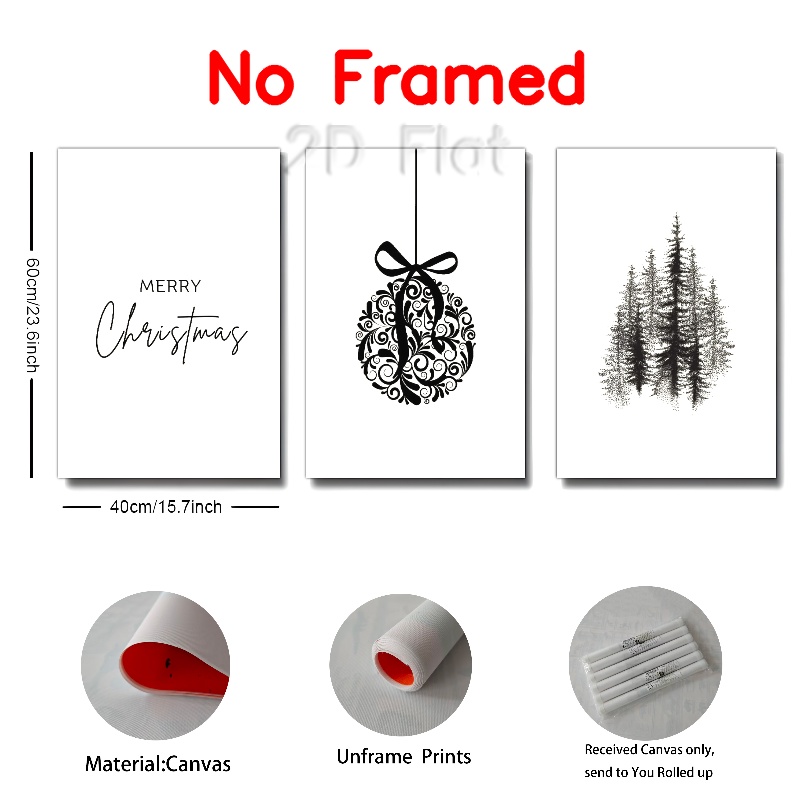 No Framed
2D Flat
60cm/23.6inch
MERRY
Christmas
40cm/15.7inch
Material:Canvas
Unframe Prints
Received Canvas only,
send to You Rolled up